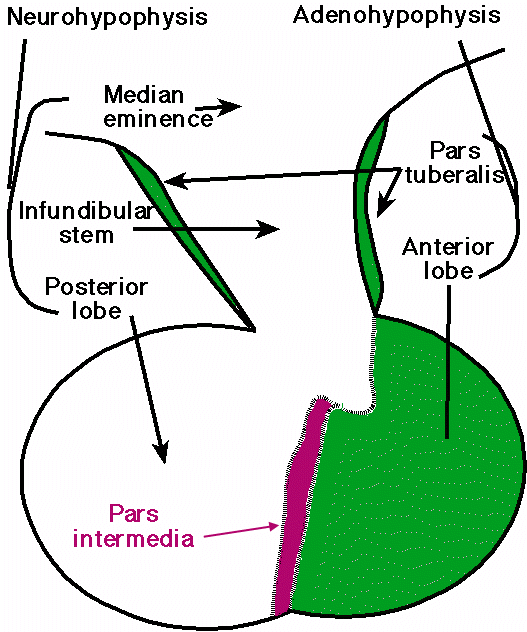 Neurohypophysis
Adenohypophysis
Median
eminence
Pars
tuberalis
Infundibular
stem
Anterior
lobe
Posterior
lobe
Pars
intermedia